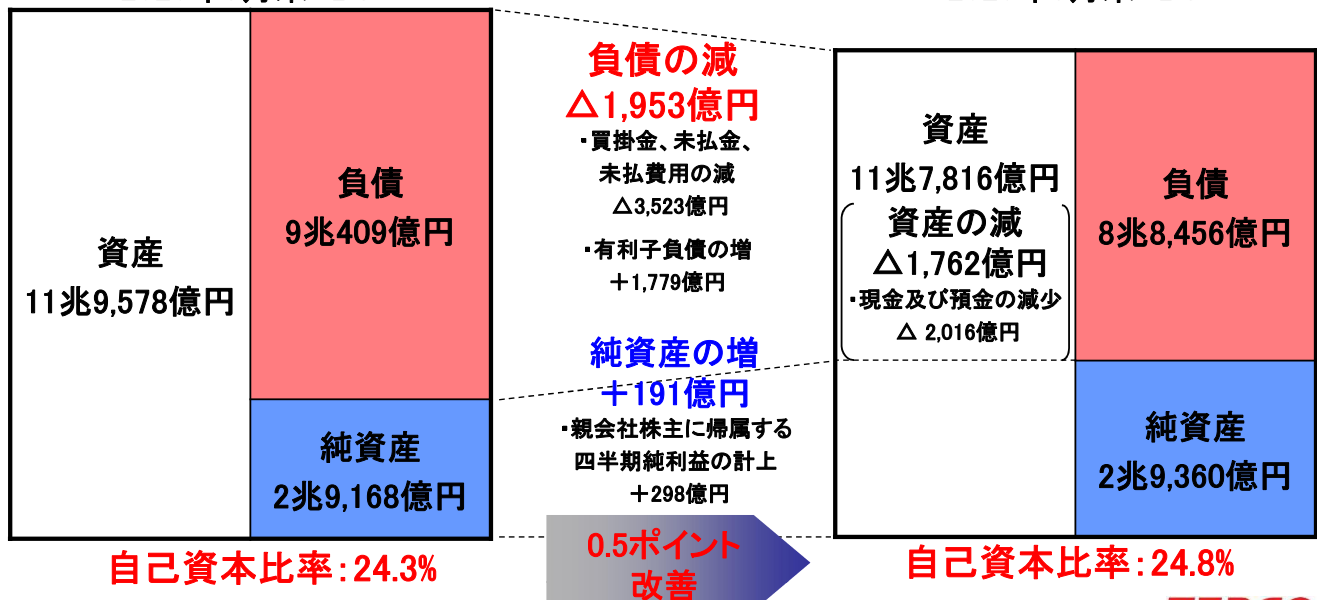 資産
11兆9,578億円
負債
9兆409億円
純資産
2兆9,168億円
自己資本比率:24.3%
負債の減
△1,953億円
・買掛金、未払金、
未払費用の減
△3,523億円
・有利子負債の増
+1,779億円
純資産の増
+191億円
・親会社株主に帰属する
四半期純利益の計上
+298億円
0.5ポイント
改善
資産
11兆7,816億円
資産の減
△1,762億円
・現金及び預金の減少
△ 2,016億円
負債
8兆8,456億円
純資産
2兆9,360億円
自己資本比率:24.8%